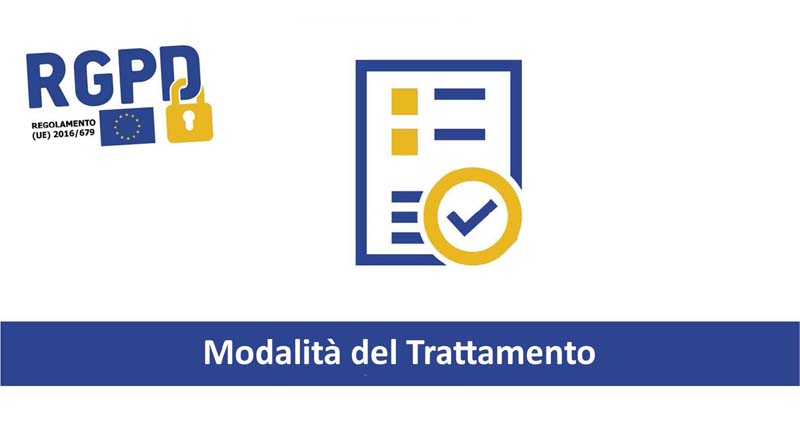 RGPD
REGOLAMENTO
(UE) 2016/679
Modalità del Trattamento